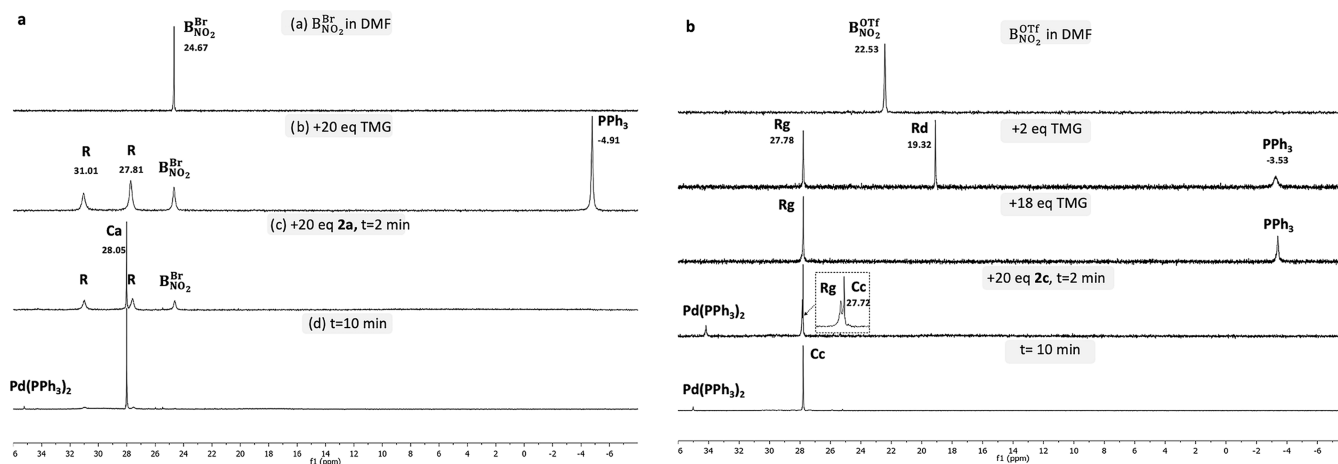 a
(a) B^Br_NO2 in DMF
B^Br_NO2
24.67
(b) +20 eq TMG
PPh3
-4.91
R
31.01
R
27.81
B^Br_NO2
(c) +20 eq 2a, t=2 min
Ca
28.05
R
R
B^Br_NO2
(d) t=10 min
Pd(PPh3)2
34 32 30 28 26 24 22 20 18 16 14 12 10 8 6 4 2 0 -2 -4 -6
f1 (ppm)
b
B^OTf_NO2 in DMF
B^OTf_NO2
22.53
+2 eq TMG
Rg
27.78
Rd
19.32
PPh3
-3.53
+18 eq TMG
Rg
PPh3
+20 eq 2c, t=2 min
Rg Cc
27.72
Pd(PPh3)2
t= 10 min
Cc
Pd(PPh3)2
36 34 32 30 28 26 24 22 20 18 16 14 12 10 8 6 4 2 0 -2 -4 -6
f1 (ppm)